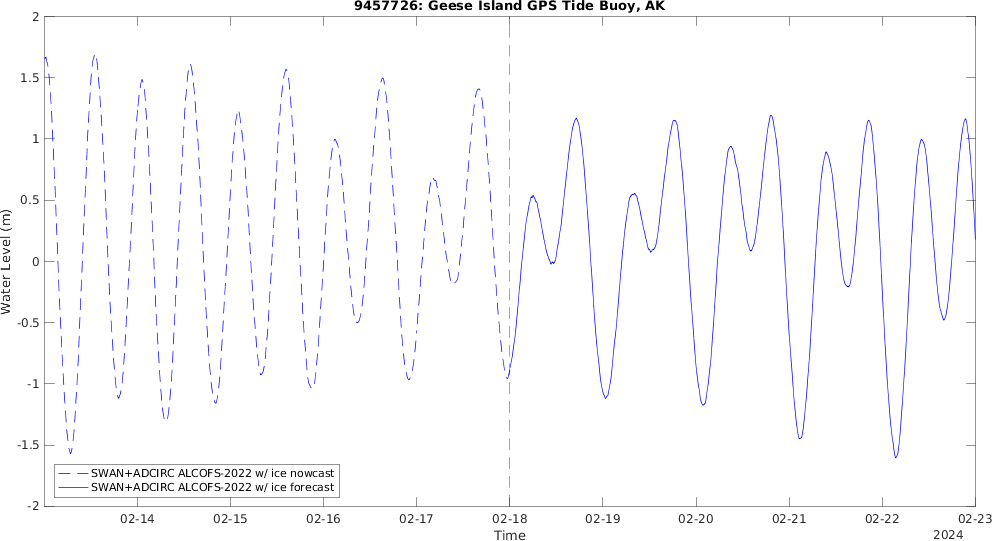 9457726: Geese Island GPS Tide Buoy, AK
2
1.5
1
0.5
0
-0.5
-1
-1.5
-2
Water Level (m)
SWAN+ADCIRC ALCOFS-2022 w/ ice nowcast
SWAN+ADCIRC ALCOFS-2022 w/ ice forecast
02-14 02-15 02-16 02-17 02-18 02-19 02-20 02-21 02-22 02-23
Time
2024